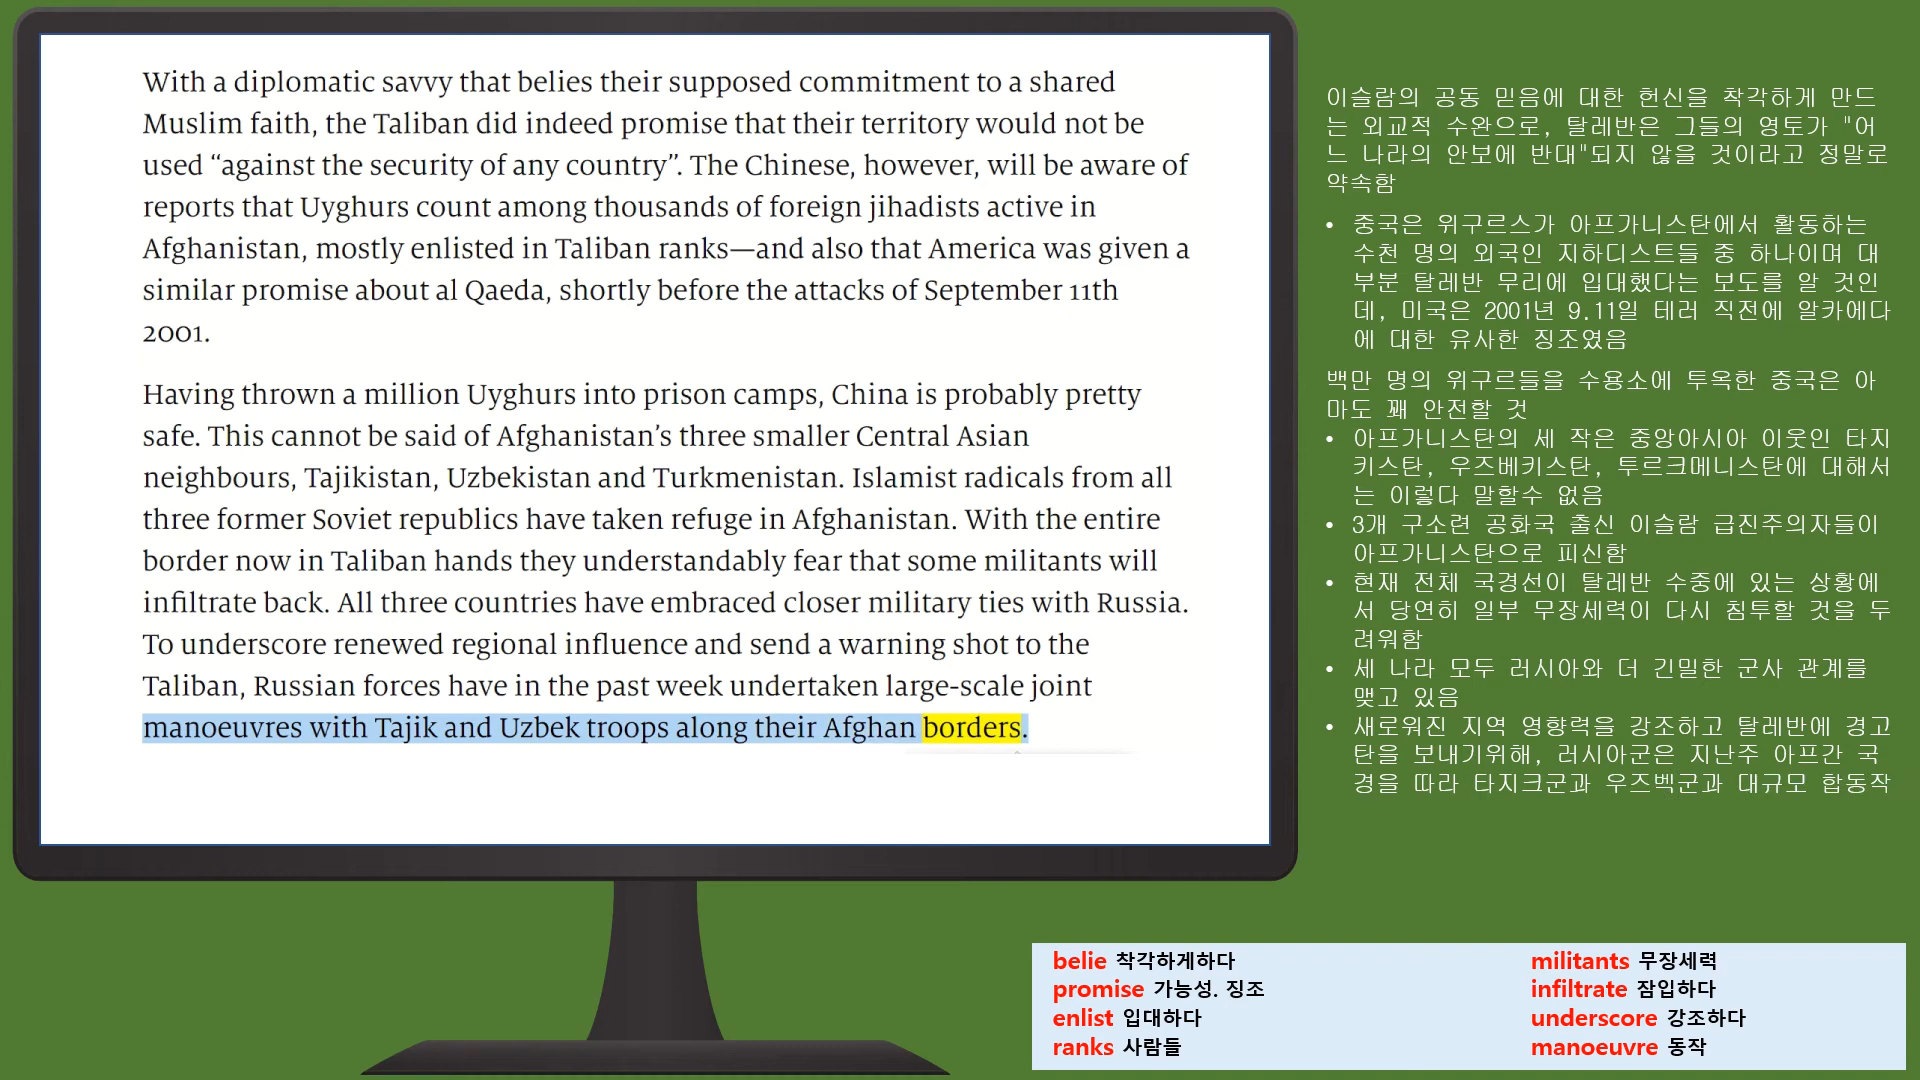 With a diplomatic savvy that belies their supposed commitment to a shared
Muslim faith, the Taliban did indeed promise that their territory would not be
used “against the security of any country”. The Chinese, however, will be aware of
reports that Uyghurs count among thousands of foreign jihadists active in
Afghanistan, mostly enlisted in Taliban ranks—and also that America was given a
similar promise about al Qaeda, shortly before the attacks of September 11th
2001.
Having thrown a million Uyghurs into prison camps, China is probably pretty
safe. This cannot be said of Afghanistan’s three smaller Central Asian
neighbours, Tajikistan, Uzbekistan and Turkmenistan. Islamist radicals from all
three former Soviet republics have taken refuge in Afghanistan. With the entire
border now in Taliban hands they understandably fear that some militants will
infiltrate back. All three countries have embraced closer military ties with Russia.
To underscore renewed regional influence and send a warning shot to the
Taliban, Russian forces have in the past week undertaken large-scale joint
manoeuvres with Tajik and Uzbek troops along their Afghan borders.
이슬람의 공동 믿음에 대한 헌신을 착각하게 만드
는 외교적 수완으로, 탈레반은 그들의 영토가 "어
느 나라의 안보에 반대"되지 않을 것이라고 정말로
약속함
• 중국은 위구르스가 아프가니스탄에서 활동하는
수천 명의 외국인 지하디스트들 중 하나이며 대
부분 탈레반 무리에 입대했다는 보도를 알 것인
데, 미국은 2001년 9.11일 테러 직전에 알카에다
에 대한 유사한 징조였음
백만 명의 위구르들을 수용소에 투옥한 중국은 아
마도 꽤 안전할 것
• 아프가니스탄의 세 작은 중앙아시아 이웃인 타지
키스탄, 우즈베키스탄, 투르크메니스탄에 대해서
는 이렇다 말할수 없음
• 3개 구소련 공화국 출신 이슬람 급진주의자들이
아프가니스탄으로 피신함
• 현재 전체 국경선이 탈레반 수중에 있는 상황에
서 당연히 일부 무장세력이 다시 침투할 것을 두
려워함
• 세 나라 모두 러시아와 더 긴밀한 군사 관계를
맺고 있음
• 새로워진 지역 영향력을 강조하고 탈레반에 경고
탄을 보내기위해, 러시아군은 지난주 아프간 국
경을 따라 타지크군과 우즈벡군과 대규모 합동작
belie 착각하게하다
promise 가능성. 징조
enlist 입대하다
ranks 사람들
militants 무장세력
infiltrate 잠입하다
underscore 강조하다
manoeuvre 동작